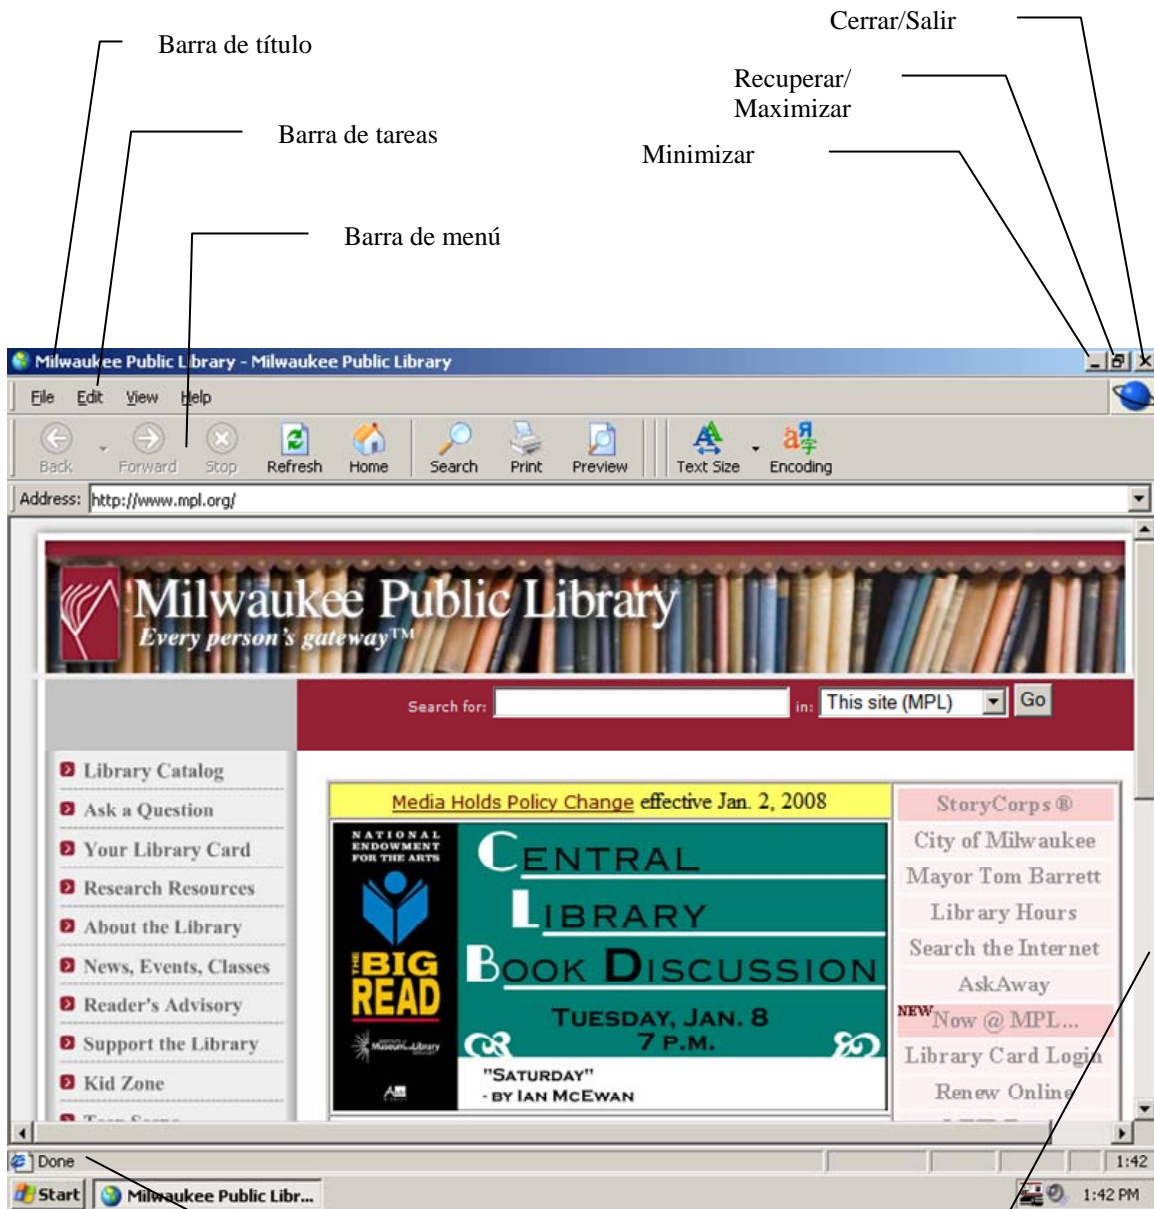 Cerrar/Salir
Barra de título
Recuperar/
Maximizar
Barra de tareas
Minimizar
Barra de menú
Milwaukee Public Library - Milwaukee Public Library
File Edit View Help
Back Forward Stop Refresh Home Search Print Preview Text Size Encoding
Address: http://www.mpl.org/
Milwaukee Public Library
Every person's gateway™
Search for: in: This site (MPL) Go
Library Catalog
Ask a Question
Your Library Card
Research Resources
About the Library
News, Events, Classes
Reader's Advisory
Support the Library
Kid Zone
Media Holds Policy Change effective Jan. 2, 2008
NATIONAL
ENDOWMENT
FOR THE ARTS
THE BIG
READ
CENTRAL
LIBRARY
BOOK DISCUSSION
TUESDAY, JAN. 8
7 P.M.
"SATURDAY"
- BY IAN MCEWAN
StoryCorps ®
City of Milwaukee
Mayor Tom Barrett
Library Hours
Search the Internet
AskAway
NEW Now @ MPL...
Library Card Login
Renew Online
Done 1:42
Start Milwaukee Public Libr... 1:42 PM